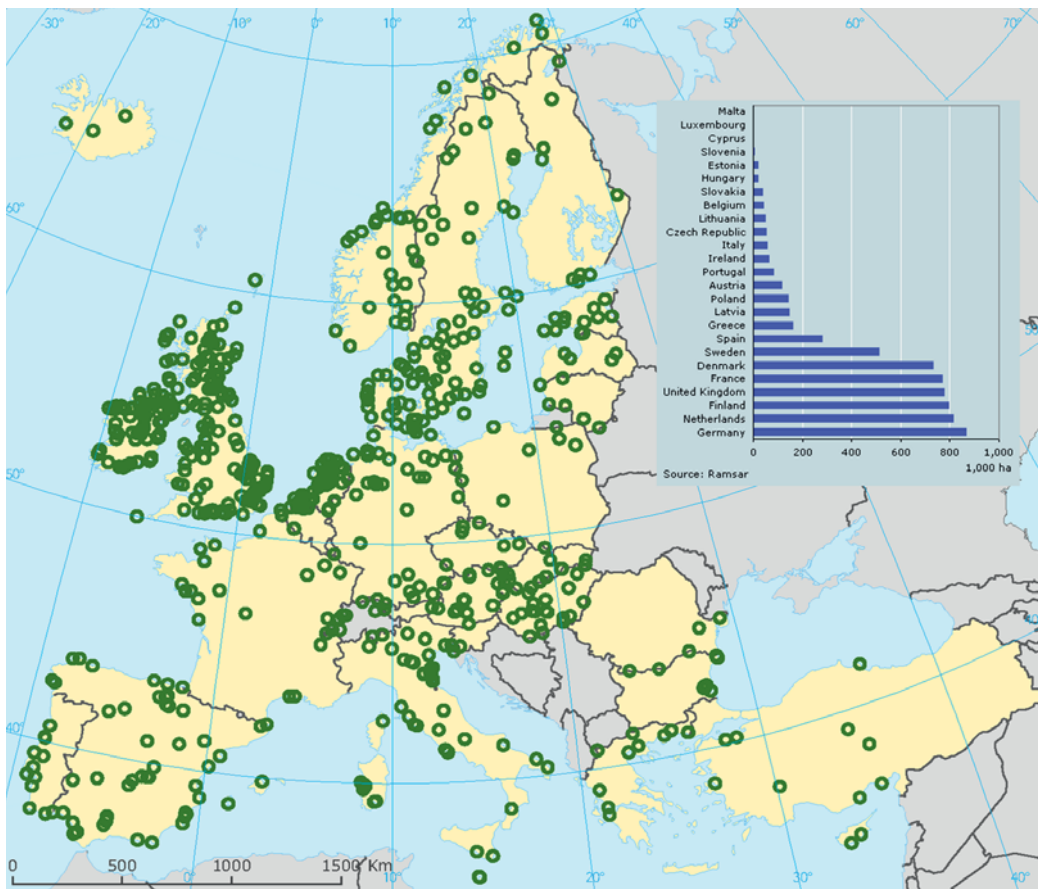 -30°
-20°
-10°
0°
10°
20°
30°
40°
50°
60°
70°
60°
50°
40°
Malta
Luxembourg
Cyprus
Slovenia
Estonia
Hungary
Slovakia
Belgium
Lithuania
Czech Republic
Italy
Ireland
Portugal
Austria
Poland
Latvia
Greece
Spain
Sweden
Denmark
France
United Kingdom
Finland
Netherlands
Germany
0 200 400 600 800 1,000
1,000 ha
Source: Ramsar
40°
0 500 1000 1500 Km
0°
10°
20°
30°
40°